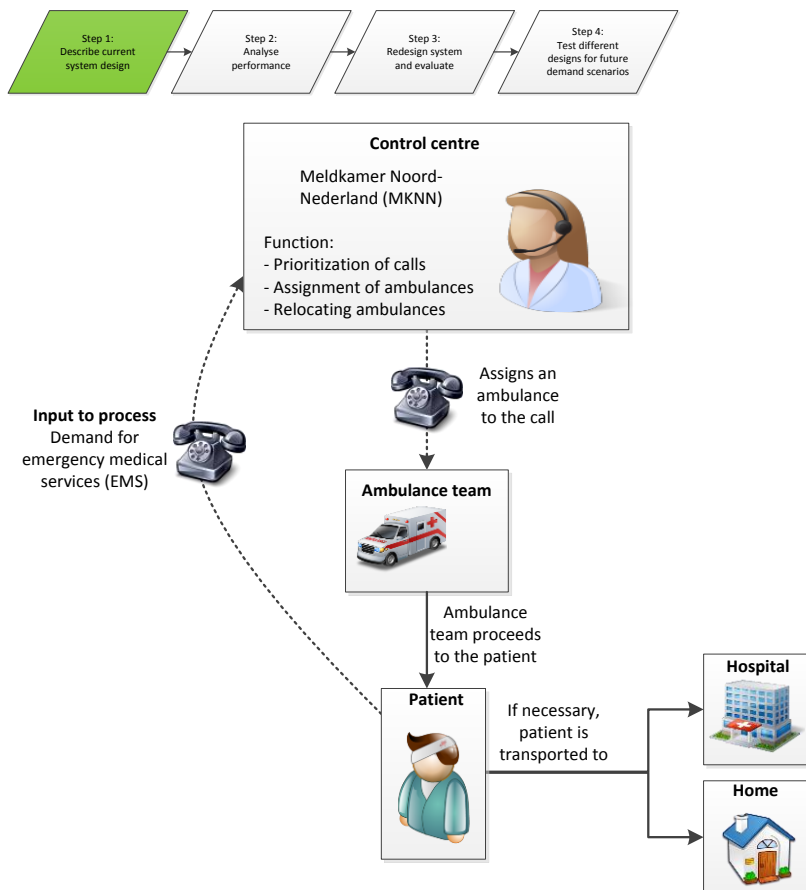 Step 1:
Describe current
system design
Step 2:
Analyse
performance
Step 3:
Redesign system
and evaluate
Step 4:
Test different
designs for future
demand scenarios
Control centre
Meldkamer Noord-
Nederland (MKNN)
Function:
- Prioritization of calls
- Assignment of ambulances
- Relocating ambulances
Assigns an
ambulance
to the call
Input to process
Demand for
emergency medical
services (EMS)
Ambulance team
Ambulance
team proceeds
to the patient
Patient
If necessary,
patient is
transported to
Hospital
Home